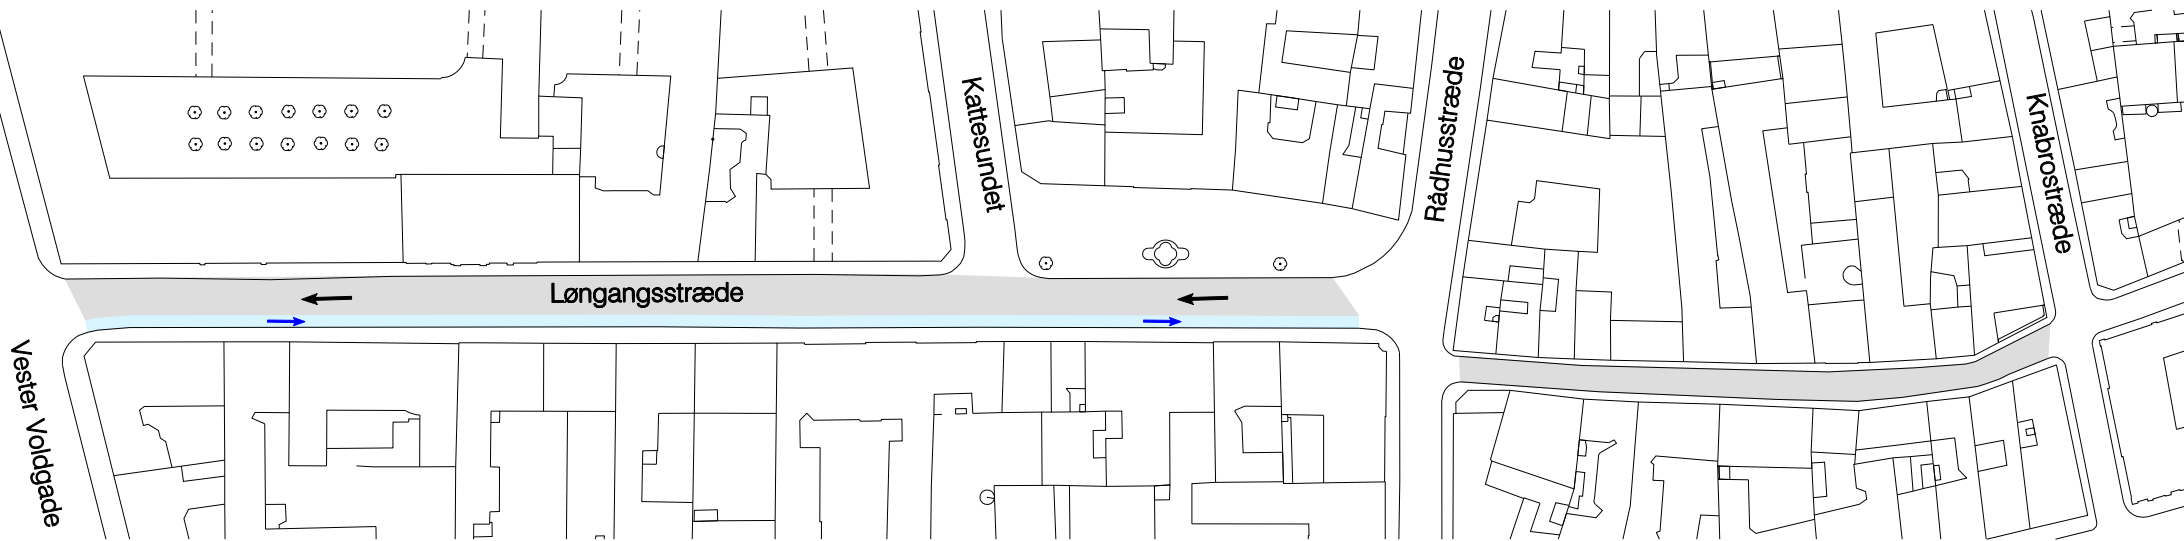 Kattesundet
Rådhusstræde
Knabrostræde
Løngangsstræde
Vester Voldgade